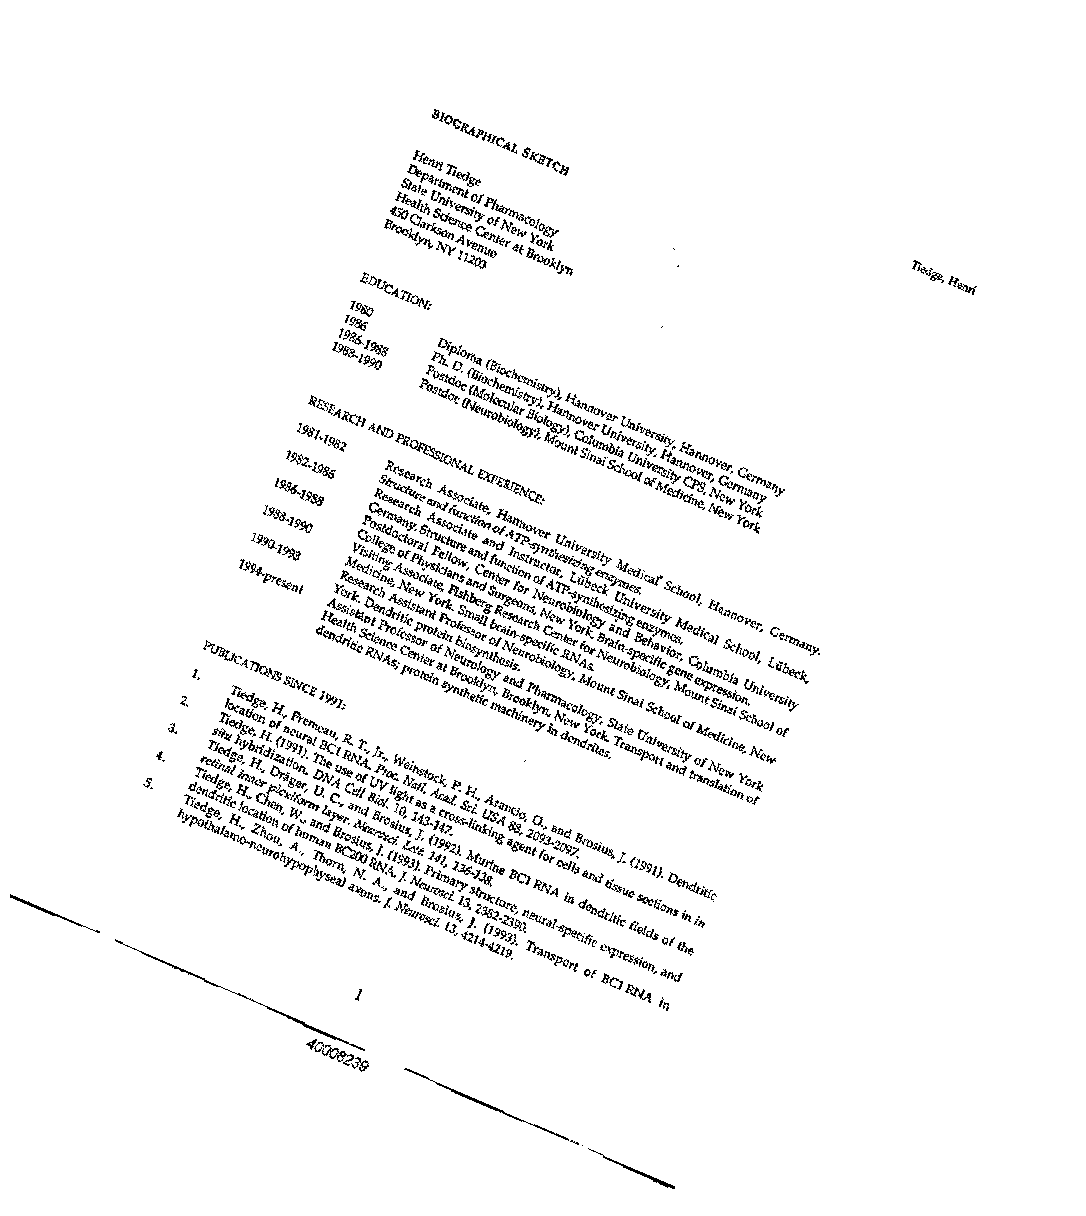 Tiedge, Henri
BIOGRAPHICAL SKETCH
Henri Tiedge
Department of Pharmacology
State University of New York
Health Science Center at Brooklyn
450 Clarkson Avenue
Brooklyn, NY 11203
EDUCATION:
1980 Diploma (Biochemistry), Hannover University, Hannover, Germany
1986 Ph. D. (Biochemistry), Hannover University, Hannover, Germany
1986-1988 Postdoc (Molecular Biology), Columbia University CPS, New York
1988-1990 Postdoc (Neurobiology), Mount Sinai School of Medicine, New York
RESEARCH AND PROFESSIONAL EXPERIENCE:
1981-1982 Research Associate, Hannover University Medical School, Hannover, Germany.
Structure and function of ATP-synthesizing enzymes.
1982-1986 Research Associate and Instructor, Lübeck University Medical School, Lübeck,
Germany. Structure and function of ATP-synthesizing enzymes.
1986-1988 Postdoctoral Fellow, Center for Neurobiology and Behavior, Columbia University
College of Physicians and Surgeons, New York. Brain-specific gene expression.
1988-1990 Visiting Associate, Fishberg Research Center for Neurobiology, Mount Sinai School of
Medicine, New York. Small brain-specific RNAs.
1990-1993 Research Assistant Professor of Neurobiology, Mount Sinai School of Medicine, New
York. Dendritic protein biosynthesis.
1994-present Assistant Professor of Neurology and Pharmacology, State University of New York
Health Science Center at Brooklyn, Brooklyn, New York. Transport and translation of
dendritic RNAs; protein synthetic machinery in dendrites.
PUBLICATIONS SINCE 1991:
1. Tiedge, H., Fremeau, R. T., Jr., Weinstock, P. H., Arancio, O., and Brosius, J. (1991). Dendritic
location of neural BC1 RNA. Proc. Natl. Acad. Sci. USA 88, 2093-2097.
2. Tiedge, H. (1991). The use of UV light as a cross-linking agent for cells and tissue sections in in
situ hybridization. DNA Cell Biol. 10, 143-147.
3. Tiedge, H., Dräger, U. C., and Brosius, J. (1992). Murine BC1 RNA in dendritic fields of the
retinal inner plexiform layer. Neurosci. Lett. 141, 136-138.
4. Tiedge, H., Chen, W., and Brosius, J. (1993). Primary structure, neural-specific expression, and
dendritic location of human BC200 RNA. J. Neurosci. 13, 2382-2390.
5. Tiedge, H., Zhou, A., Thorn, N. A., and Brosius, J. (1993). Transport of BC1 RNA in
hypothalamo-neurohypophyseal axons. J. Neurosci. 13, 4214-4219.
1
40008239